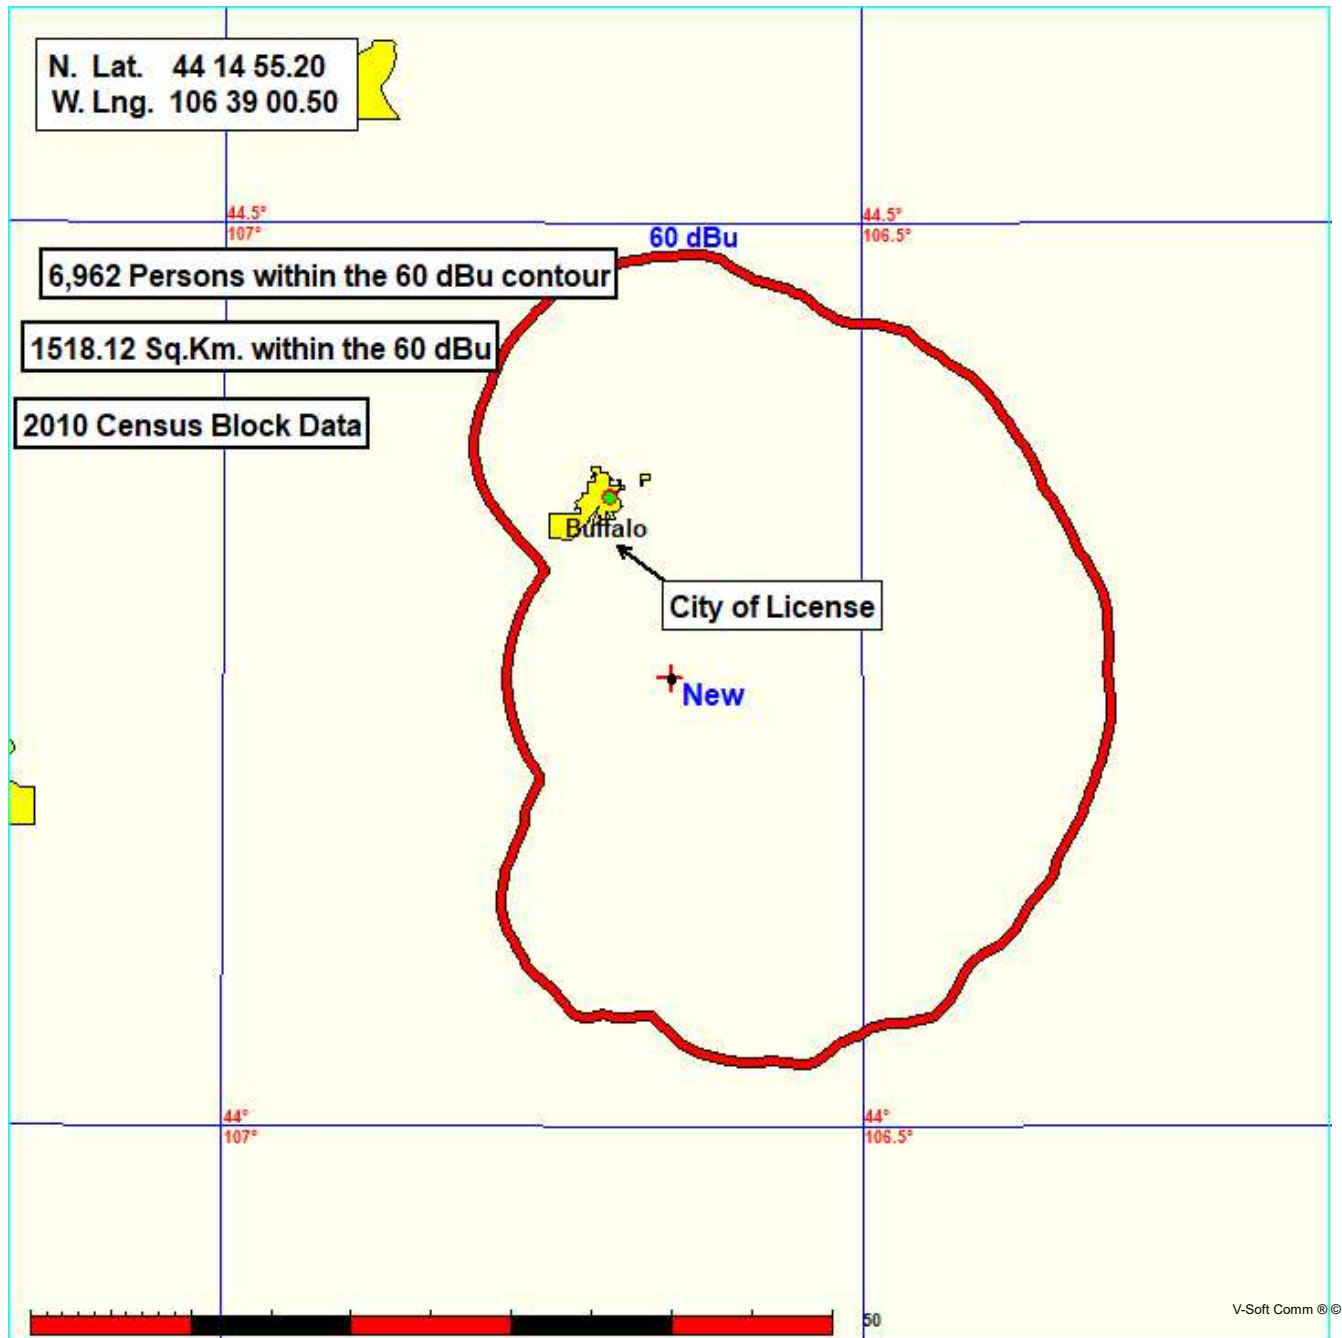 N. Lat. 44 14 55.20
W. Lng. 106 39 00.50
44.5°
107°
44.5°
106.5°
60 dBu
6,962 Persons within the 60 dBu contour
1518.12 Sq.Km. within the 60 dBu
2010 Census Block Data
Buffalo
City of License
New
44°
107°
44°
106.5°
50
V-Soft Comm ® ©